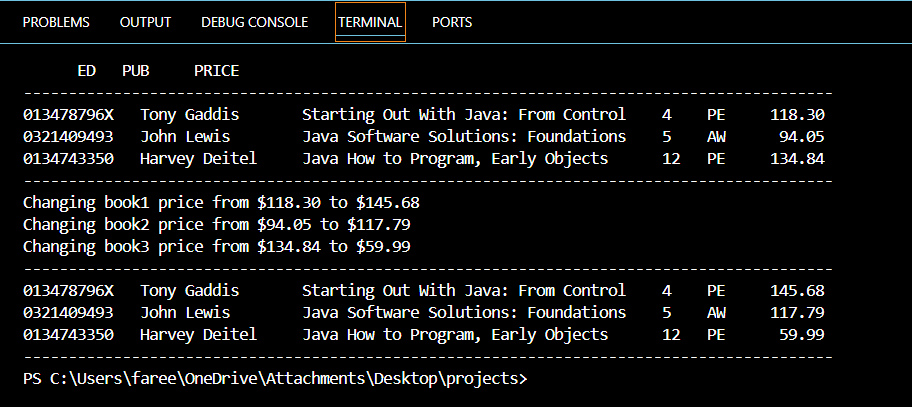 PROBLEMS OUTPUT DEBUG CONSOLE TERMINAL PORTS
      ED   PUB     PRICE
------------------------------------------------------------------------------------------
013478796X   Tony Gaddis       Starting Out With Java: From Control    4    PE     118.30
0321409493   John Lewis        Java Software Solutions: Foundations    5    AW      94.05
0134743350   Harvey Deitel     Java How to Program, Early Objects      12   PE     134.84
------------------------------------------------------------------------------------------
Changing book1 price from $118.30 to $145.68
Changing book2 price from $94.05 to $117.79
Changing book3 price from $134.84 to $59.99
------------------------------------------------------------------------------------------
013478796X   Tony Gaddis       Starting Out With Java: From Control    4    PE     145.68
0321409493   John Lewis        Java Software Solutions: Foundations    5    AW     117.79
0134743350   Harvey Deitel     Java How to Program, Early Objects      12   PE      59.99
------------------------------------------------------------------------------------------
PS C:\Users\faree\OneDrive\Attachments\Desktop\projects>